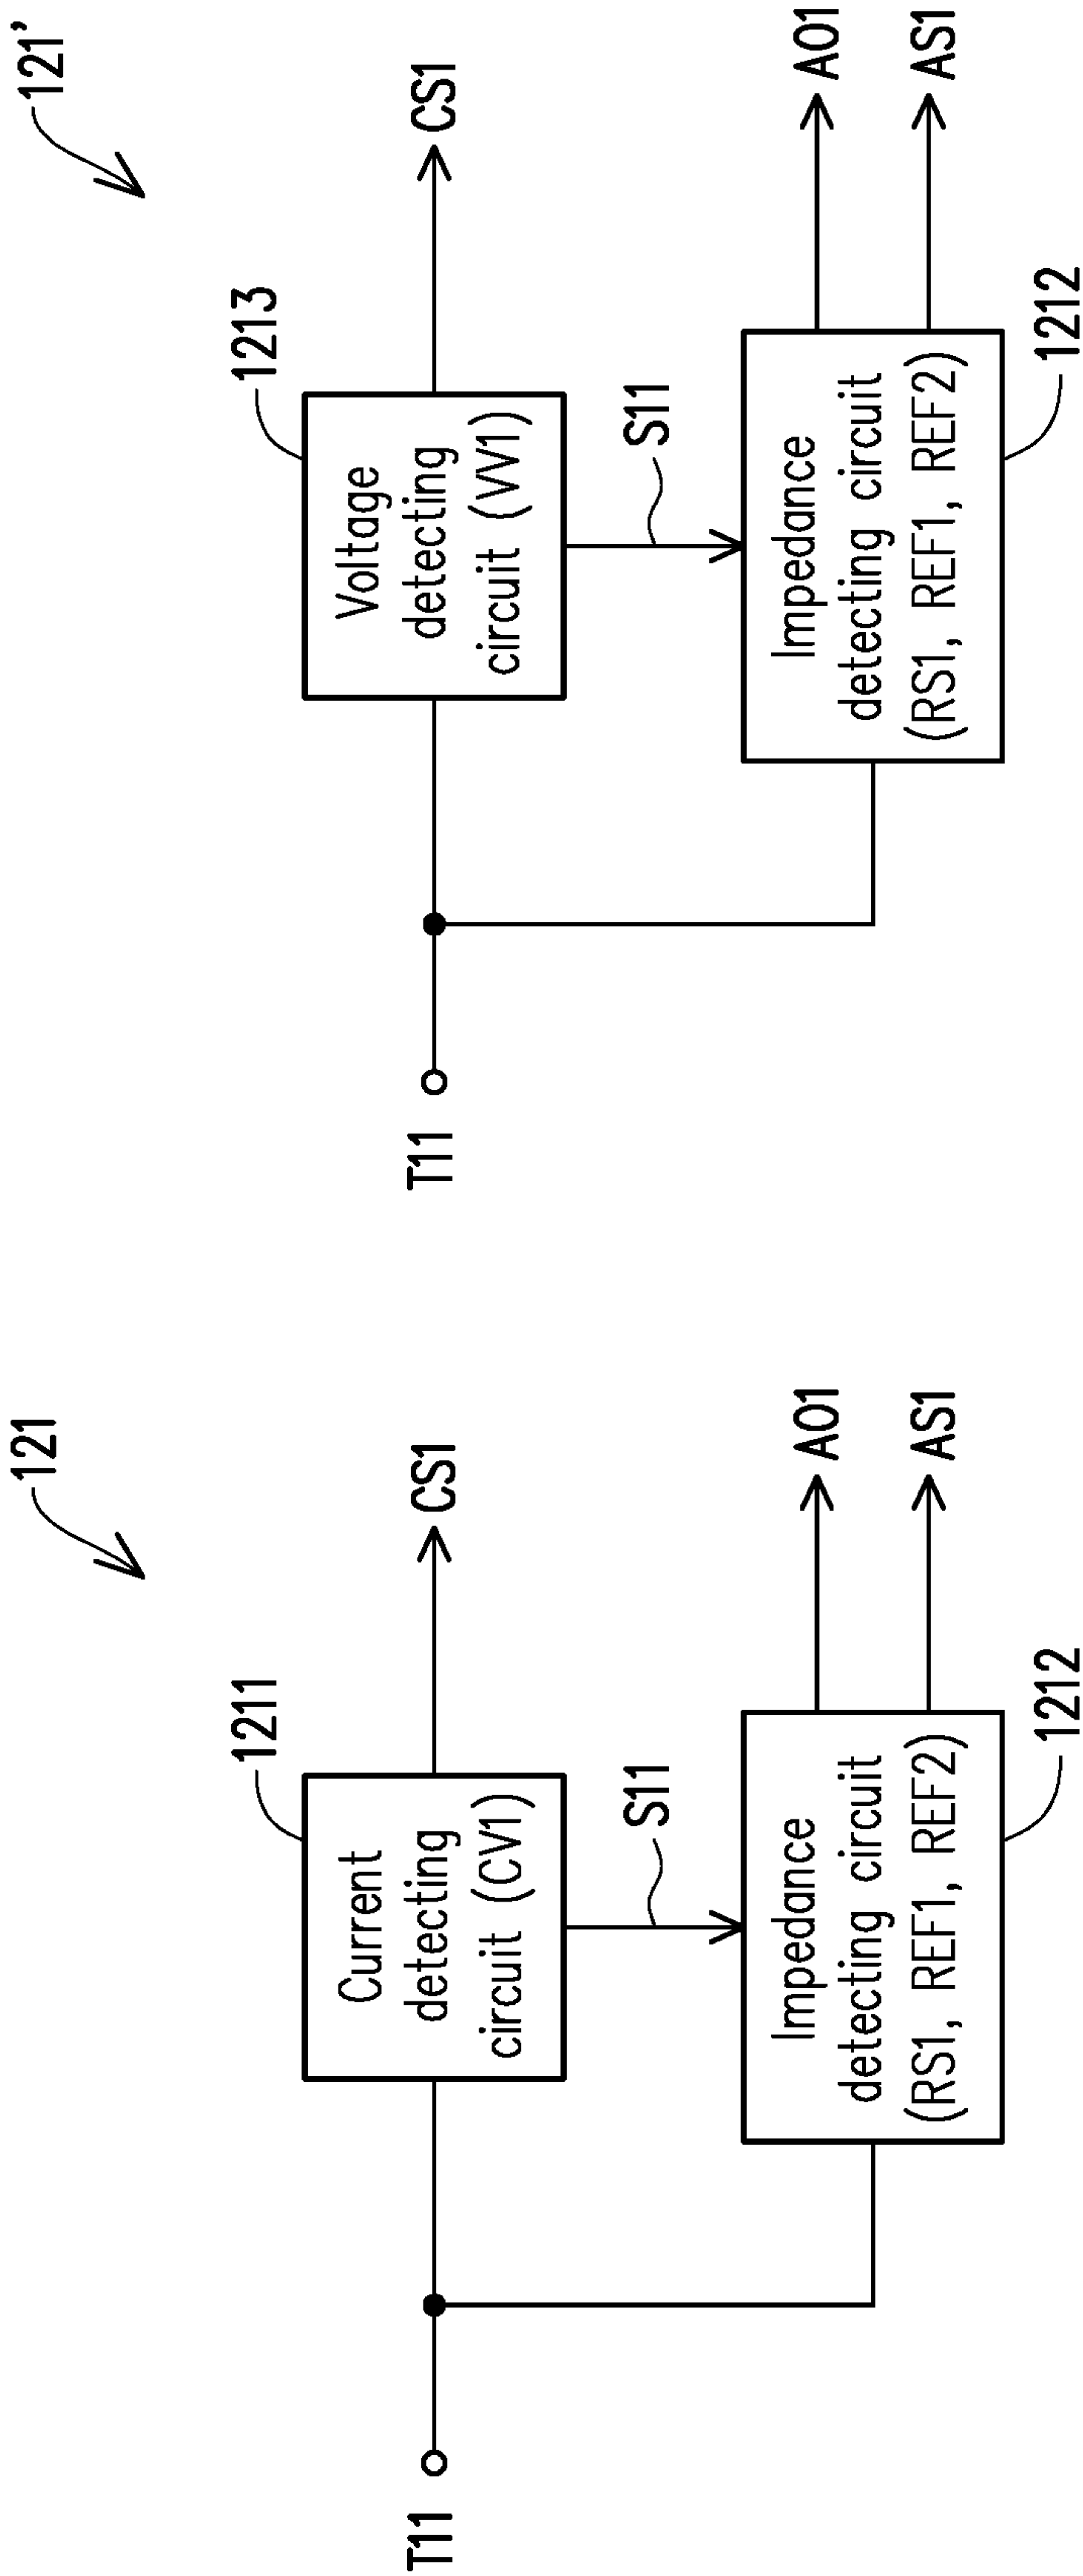 121
1211
Current
detecting
circuit (CV1)
CS1
T11
S11
Impedance
detecting circuit
(RS1, REF1, REF2)
AO1
AS1
1212
121’
1213
Voltage
detecting
circuit (VV1)
CS1
T11
S11
Impedance
detecting circuit
(RS1, REF1, REF2)
AO1
AS1
1212